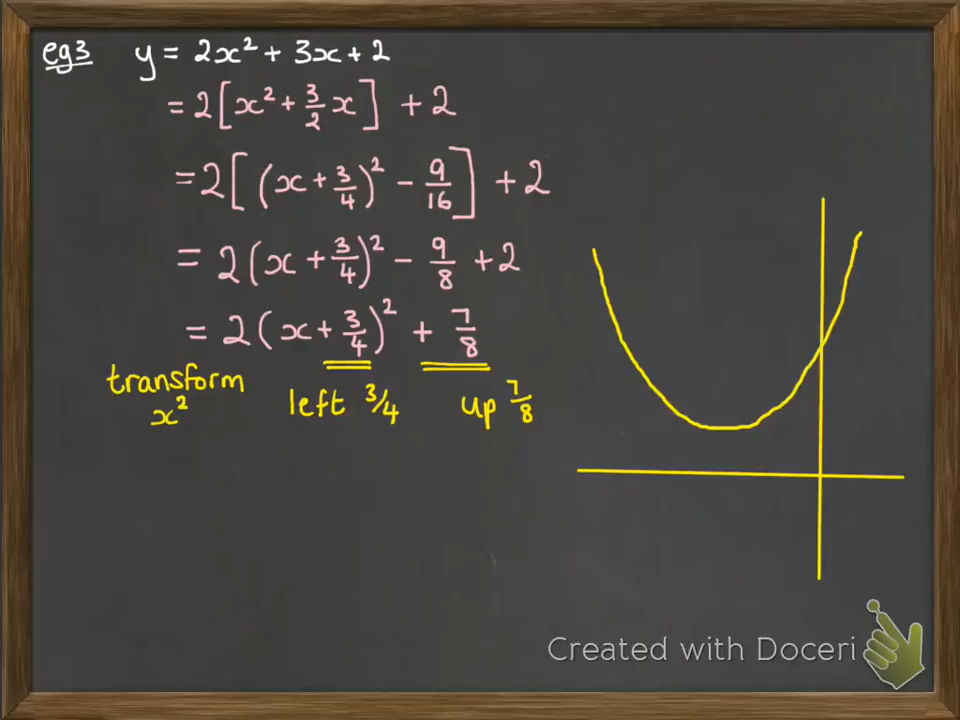 eg3 y = 2x² + 3x + 2
= 2[x² + 3/2 x] + 2
= 2[(x + 3/4)² - 9/16] + 2
= 2(x + 3/4)² - 9/8 + 2
= 2(x + 3/4)² + 7/8
transform left 3/4 up 7/8
x²
Created with Doceri